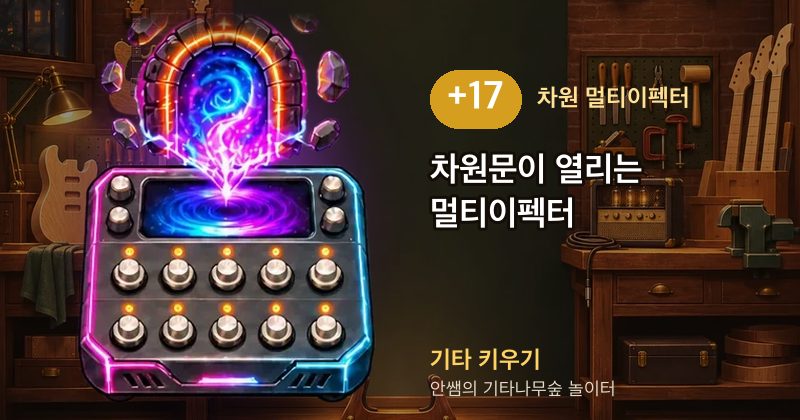 +17
차원 멀티이펙터
차원문이 열리는
멀티이펙터
기타 키우기
안쌤의 기타나무숲 놀이터